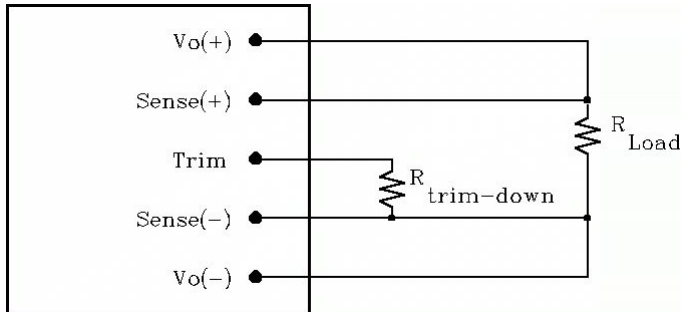 Vo(+)
Sense(+)
R
Load
Trim
R
trim-down
Sense(-)
Vo(-)